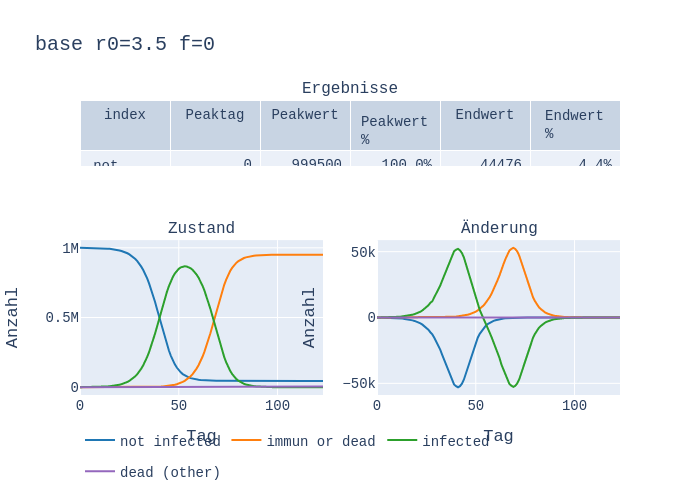 base r0=3.5 f=0
Ergebnisse
index Peaktag Peakwert Peakwert % Endwert Endwert %
not 0 999500 100.0% 44476 4.4%
Zustand
1M
0.5M
0
0 50 100
Anzahl
Tag
Änderung
50k
0
−50k
0 50 100
Anzahl
Tag
not infected immun or dead infected
dead (other)